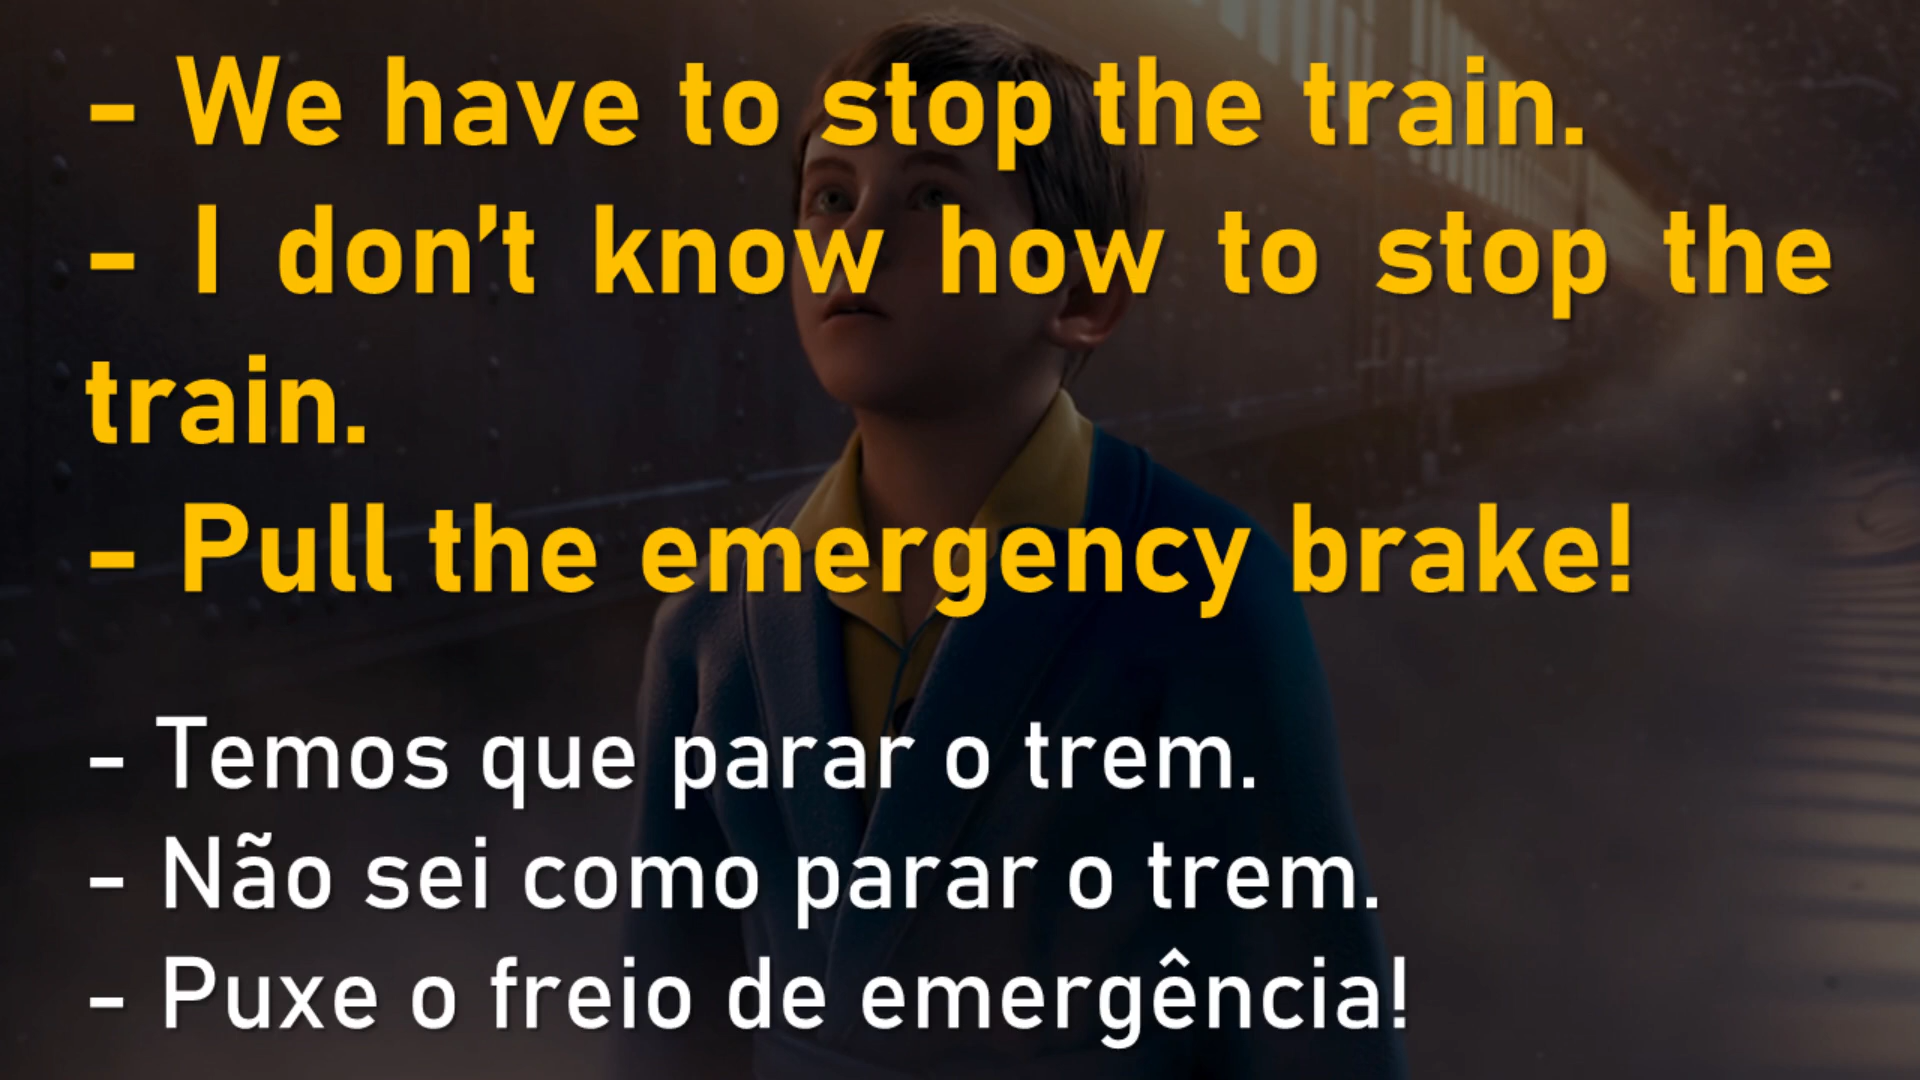 - We have to stop the train.
- I don’t know how to stop the
train.
- Pull the emergency brake!
- Temos que parar o trem.
- Não sei como parar o trem.
- Puxe o freio de emergência!